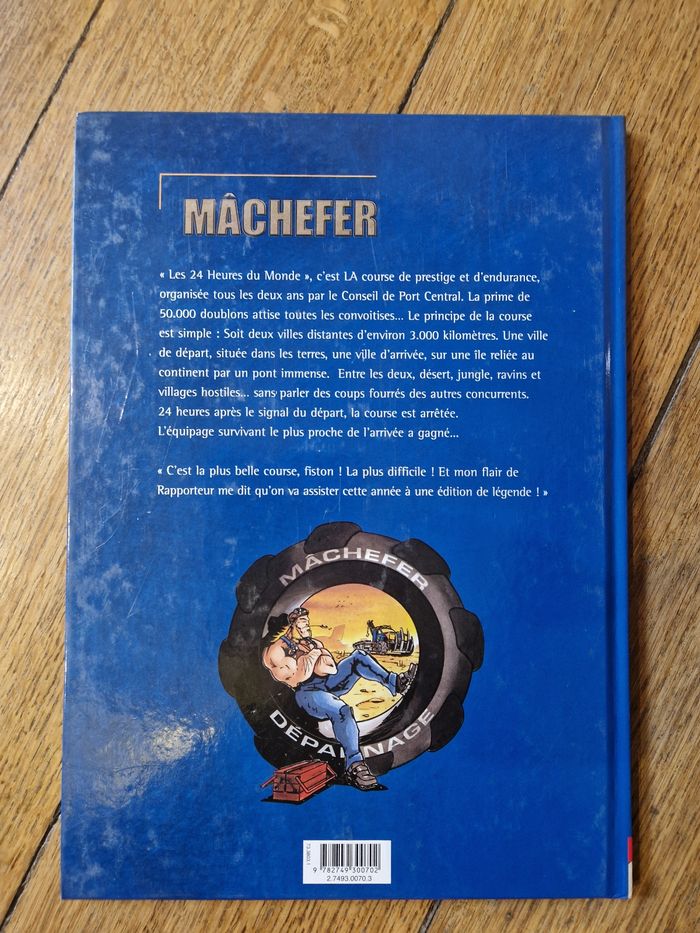 MÂCHEFER
« Les 24 Heures du Monde », c'est LA course de prestige et d'endurance,
organisée tous les deux ans par le Conseil de Port Central. La prime de
50.000 doublons attise toutes les convoitises... Le principe de la course
est simple : Soit deux villes distantes d'environ 3.000 kilomètres. Une ville
de départ, située dans les terres, une ville d'arrivée, sur une île reliée au
continent par un pont immense. Entre les deux, désert, jungle, ravins et
villages hostiles... sans parler des coups fourrés des autres concurrents.
24 heures après le signal du départ, la course est arrêtée.
L'équipage survivant le plus proche de l'arrivée a gagné...
« C'est la plus belle course, fiston ! La plus difficile ! Et mon flair de
Rapporteur me dit qu'on va assister cette année à une édition de légende ! »
MÂCHEFER
DÉPANNAGE
9 782749 300702
2.7493.0070.3